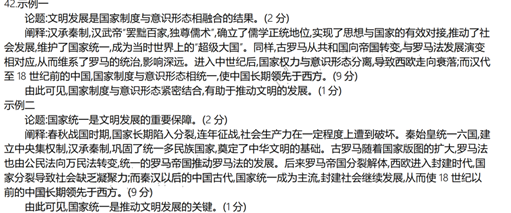 42.示例一
论题:文明发展是国家制度与意识形态相融合的结果。(2 分)
阐释:汉承秦制,汉武帝“罢黜百家,独尊儒术”,确立了儒学正统地位,实现了思想与国家的有效对接,推动了社
会发展,维护了国家统一,成为当时世界上的“超级大国”。同样,古罗马从共和国向帝国转变,与罗马法发展演变
相对应,从而维系了罗马的统治,影响深远。进入中世纪后,国家权力与意识形态分离,导致西欧走向衰落;而汉代
至 18 世纪前的中国,国家制度与意识形态相统一,使中国长期领先于西方。(9 分)
由此可见,国家制度与意识形态紧密结合,有助于推动文明的发展。(1 分)
示例二
论题:国家统一是文明发展的重要保障。(2 分)
阐释:春秋战国时期,国家长期陷入分裂,连年征战,社会生产力在一定程度上遭到破坏。秦始皇统一六国,建
立中央集权制,汉承秦制,巩固了统一多民族国家,奠定了中华文明的基础。古罗马随着国家版图的扩大,罗马法
也由公民法向万民法转变,统一的罗马帝国推动罗马法的发展。后来罗马帝国分裂解体,西欧进入封建时代,国
家分裂导致社会缺乏凝聚力;而秦汉以后的中国古代,国家统一成为主流,封建社会继续发展,从而使 18 世纪以
前的中国长期领先于西方。(9 分)
由此可见,国家统一是推动文明发展的关键。(1 分)